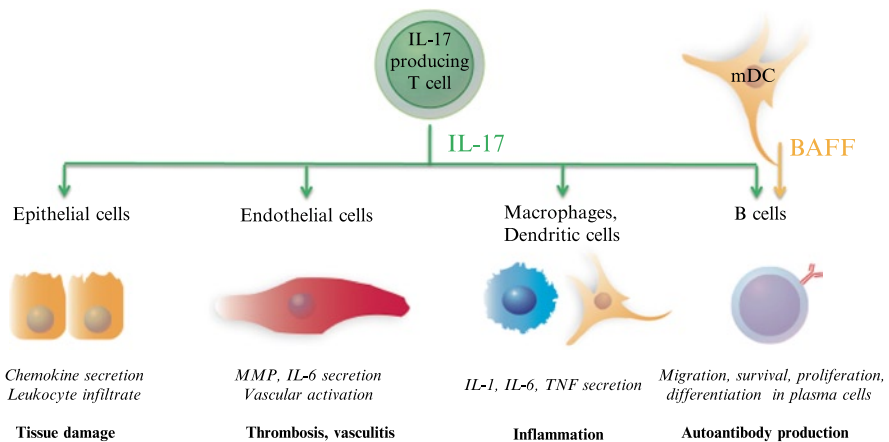 IL-17
producing
T cell
mDC
IL-17
BAFF
Epithelial cells
Endothelial cells
Macrophages,
Dendritic cells
B cells
Chemokine secretion
Leukocyte infiltrate
MMP, IL-6 secretion
Vascular activation
IL-1, IL-6, TNF secretion
Migration, survival, proliferation,
differentiation in plasma cells
Tissue damage
Thrombosis, vasculitis
Inflammation
Autoantibody production